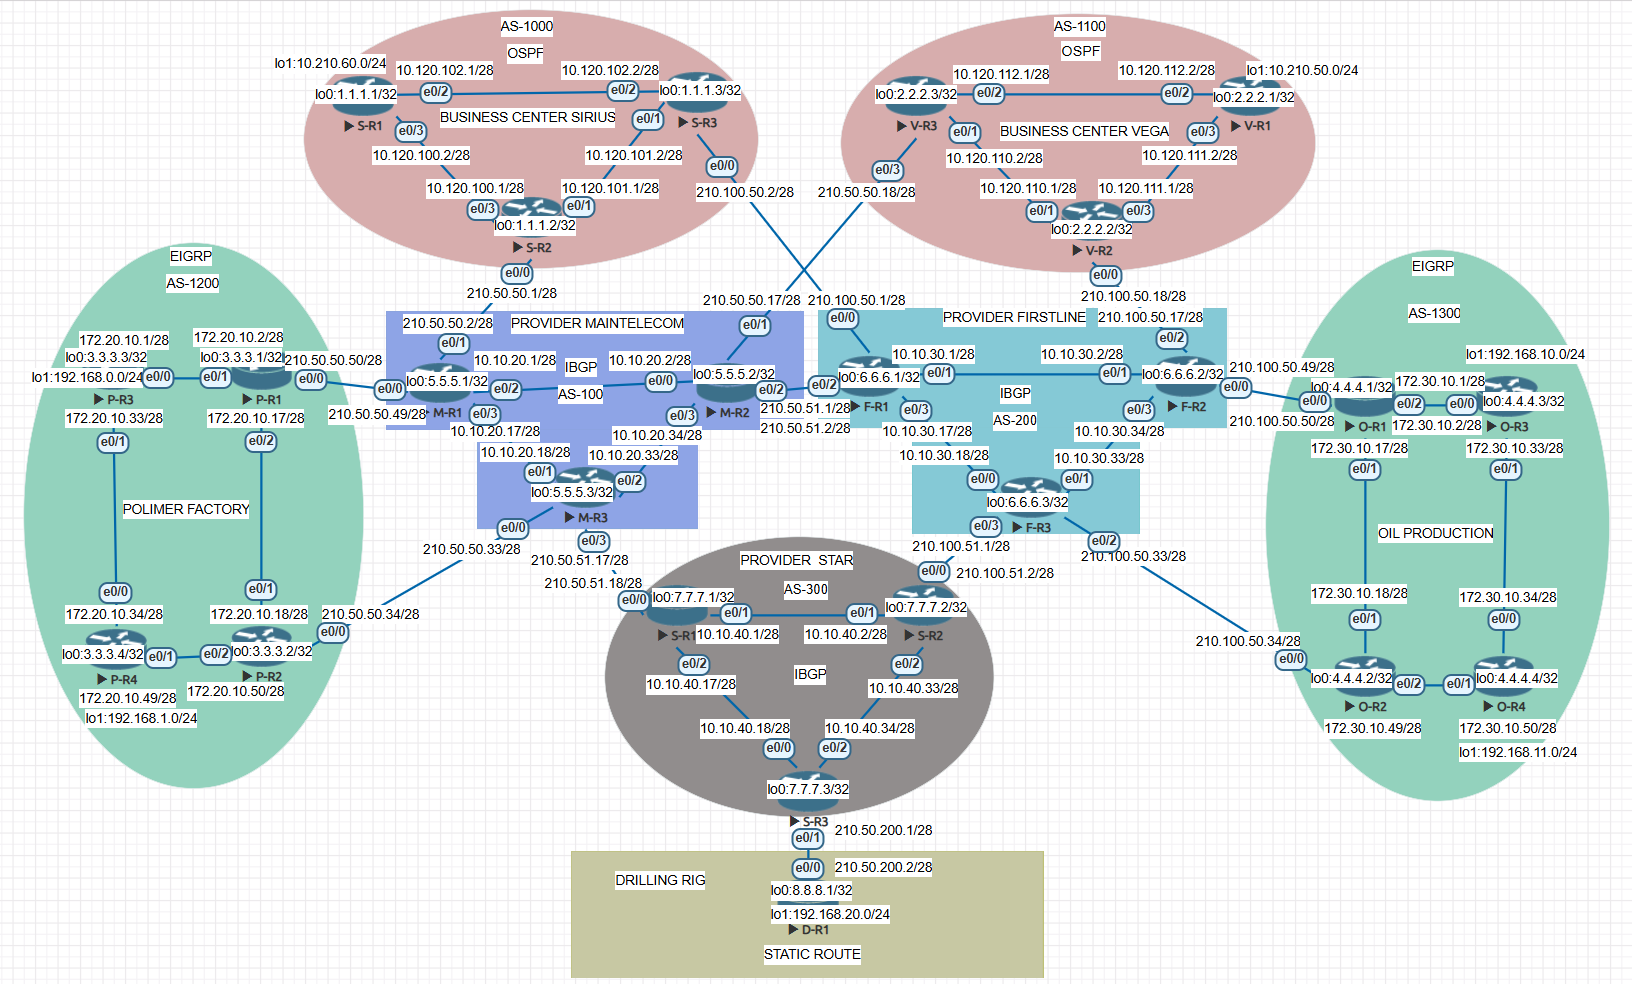 AS-1000
OSPF
lo1:10.210.60.0/24
10.120.102.1/28
10.120.102.2/28
e0/2
e0/2
lo0:1.1.1.1/32
lo0:1.1.1.3/32
BUSINESS CENTER SIRIUS
S-R1
e0/3
e0/1
S-R3
10.120.100.2/28
10.120.101.2/28
e0/0
210.100.50.2/28
10.120.100.1/28
10.120.101.1/28
e0/3
e0/1
lo0:1.1.1.2/32
S-R2
e0/0
210.50.50.1/28
AS-1100
OSPF
lo1:10.210.50.0/24
10.120.112.1/28
10.120.112.2/28
e0/2
e0/2
lo0:2.2.2.3/32
lo0:2.2.2.1/32
V-R3
e0/1
BUSINESS CENTER VEGA
e0/3
V-R1
10.120.110.2/28
10.120.111.2/28
e0/3
210.50.50.18/28
10.120.110.1/28
10.120.111.1/28
e0/1
e0/3
lo0:2.2.2.2/32
V-R2
e0/0
210.100.50.18/28
EIGRP
AS-1200
172.20.10.1/28
172.20.10.2/28
lo0:3.3.3.3/32
lo0:3.3.3.1/32
210.50.50.50/28
lo1:192.168.0.0/24
e0/0
e0/1
e0/0
P-R3
P-R1
172.20.10.33/28
172.20.10.17/28
e0/1
e0/2
POLIMER FACTORY
e0/0
e0/1
172.20.10.34/28
172.20.10.18/28
210.50.50.34/28
e0/0
lo0:3.3.3.4/32
e0/1
e0/2
lo0:3.3.3.2/32
P-R4
P-R2
172.20.10.49/28
172.20.10.50/28
lo1:192.168.1.0/24
210.50.50.17/28
210.50.50.2/28
PROVIDER MAINTELECOM
e0/1
e0/1
10.10.20.1/28
IBGP
10.10.20.2/28
e0/0
lo0:5.5.5.1/32
e0/2
e0/0
lo0:5.5.5.2/32
e0/2
AS-100
210.50.50.49/28
M-R1
e0/3
e0/3
M-R2
210.50.51.1/28
210.50.51.2/28
10.10.20.17/28
10.10.20.34/28
10.10.20.18/28
10.10.20.33/28
e0/1
e0/2
lo0:5.5.5.3/32
M-R3
e0/0
e0/3
210.50.50.33/28
210.50.51.17/28
210.50.51.18/28
210.100.50.1/28
e0/0
PROVIDER FIRSTLINE
210.100.50.17/28
e0/2
10.10.30.1/28
10.10.30.2/28
210.100.50.49/28
e0/2
lo0:6.6.6.1/32
e0/1
e0/1
lo0:6.6.6.2/32
e0/0
IBGP
AS-200
F-R1
e0/3
e0/3
F-R2
210.100.50.50/28
10.10.30.17/28
10.10.30.34/28
10.10.30.18/28
10.10.30.33/28
e0/0
e0/1
lo0:6.6.6.3/32
e0/3
F-R3
e0/2
210.100.51.1/28
210.100.50.33/28
210.100.51.2/28
EIGRP
AS-1300
lo1:192.168.10.0/24
lo0:4.4.4.1/32
172.30.10.1/28
e0/0
e0/2
e0/0
lo0:4.4.4.3/32
O-R1
172.30.10.2/28
O-R3
172.30.10.17/28
172.30.10.33/28
e0/1
e0/1
OIL PRODUCTION
172.30.10.18/28
172.30.10.34/28
e0/1
e0/0
210.100.50.34/28
e0/0
lo0:4.4.4.2/32
e0/2
e0/1
lo0:4.4.4.4/32
O-R2
O-R4
172.30.10.49/28
172.30.10.50/28
lo1:192.168.11.0/24
PROVIDER STAR
AS-300
e0/0
e0/0
lo0:7.7.7.1/32
e0/1
e0/1
lo0:7.7.7.2/32
S-R1
10.10.40.1/28
10.10.40.2/28
S-R2
e0/2
e0/2
IBGP
10.10.40.17/28
10.10.40.33/28
10.10.40.18/28
10.10.40.34/28
e0/0
e0/2
lo0:7.7.7.3/32
S-R3
210.50.200.1/28
e0/1
e0/0
210.50.200.2/28
DRILLING RIG
lo0:8.8.8.1/32
lo1:192.168.20.0/24
D-R1
STATIC ROUTE